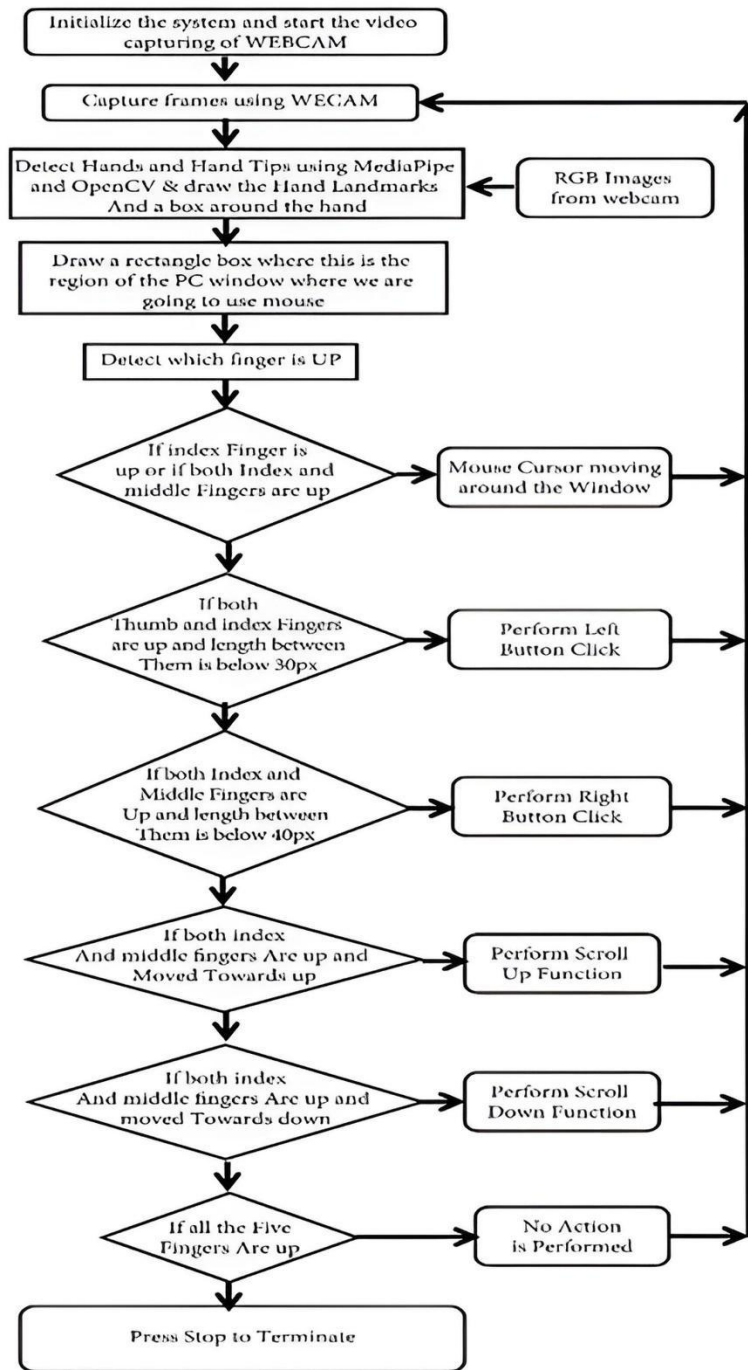 Initialize the system and start the video
capturing of WEBCAM
Capture frames using WECAM
Detect Hands and Hand Tips using MediaPipe
and OpenCV & draw the Hand Landmarks
And a box around the hand
RGB Images
from webcam
Draw a rectangle box where this is the
region of the PC window where we are
going to use mouse
Detect which finger is UP
If index Finger is
up or if both Index and
middle Fingers are up
Mouse Cursor moving
around the Window
If both
Thumb and index Fingers
are up and length between
Them is below 30px
Perform Left
Button Click
If both Index and
Middle Fingers are
Up and length between
Them is below 40px
Perform Right
Button Click
If both index
And middle fingers Are up and
Moved Towards up
Perform Scroll
Up Function
If both index
And middle fingers Are up and
moved Towards down
Perform Scroll
Down Function
If all the Five
Fingers Are up
No Action
is Performed
Press Stop to Terminate